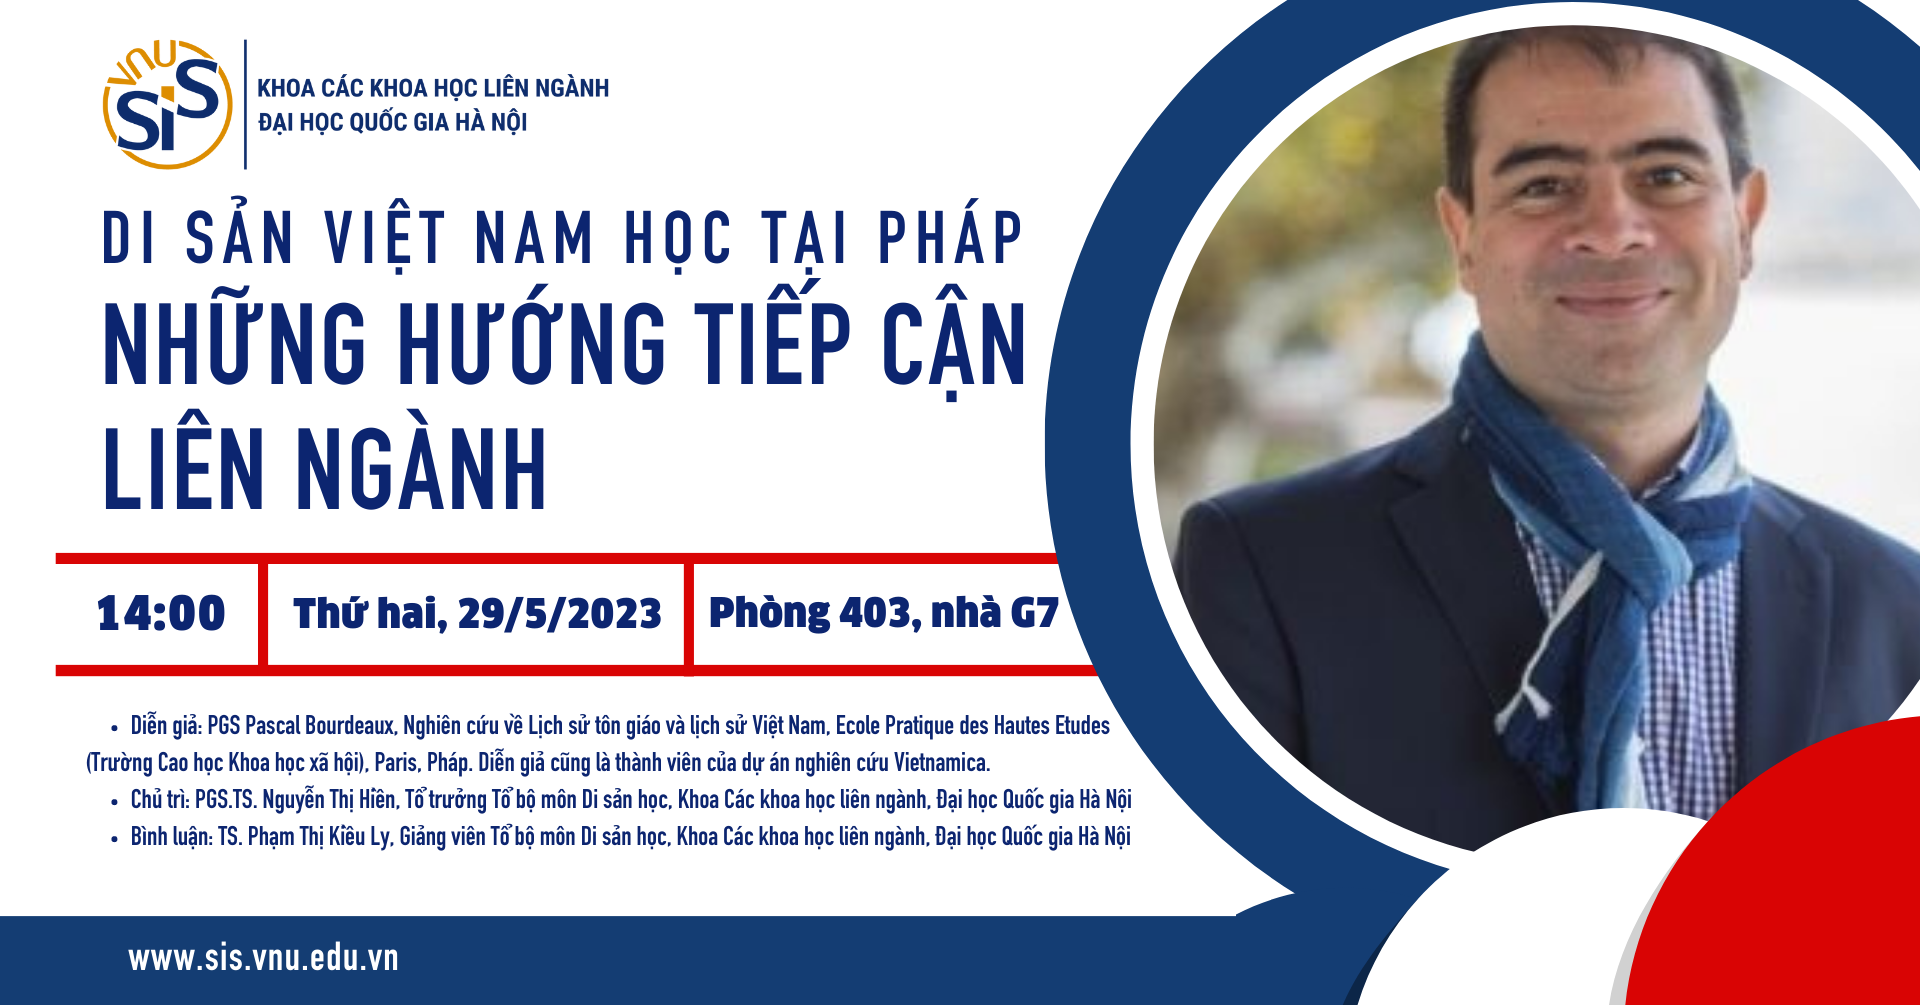 vnu
SiS
KHOA CÁC KHOA HỌC LIÊN NGÀNH
ĐẠI HỌC QUỐC GIA HÀ NỘI
DI SẢN VIỆT NAM HỌC TẠI PHÁP
NHỮNG HƯỚNG TIẾP CẬN
LIÊN NGÀNH
14:00
Thứ hai, 29/5/2023
Phòng 403, nhà G7
• Diễn giả: PGS Pascal Bourdeaux, Nghiên cứu về Lịch sử tôn giáo và lịch sử Việt Nam, Ecole Pratique des Hautes Etudes
(Trường Cao học Khoa học xã hội), Paris, Pháp. Diễn giả cũng là thành viên của dự án nghiên cứu Vietnamica.
• Chủ trì: PGS.TS. Nguyễn Thị Hiền, Tổ trưởng Tổ bộ môn Di sản học, Khoa Các khoa học liên ngành, Đại học Quốc gia Hà Nội
• Bình luận: TS. Phạm Thị Kiều Ly, Giảng viên Tổ bộ môn Di sản học, Khoa Các khoa học liên ngành, Đại học Quốc gia Hà Nội
www.sis.vnu.edu.vn